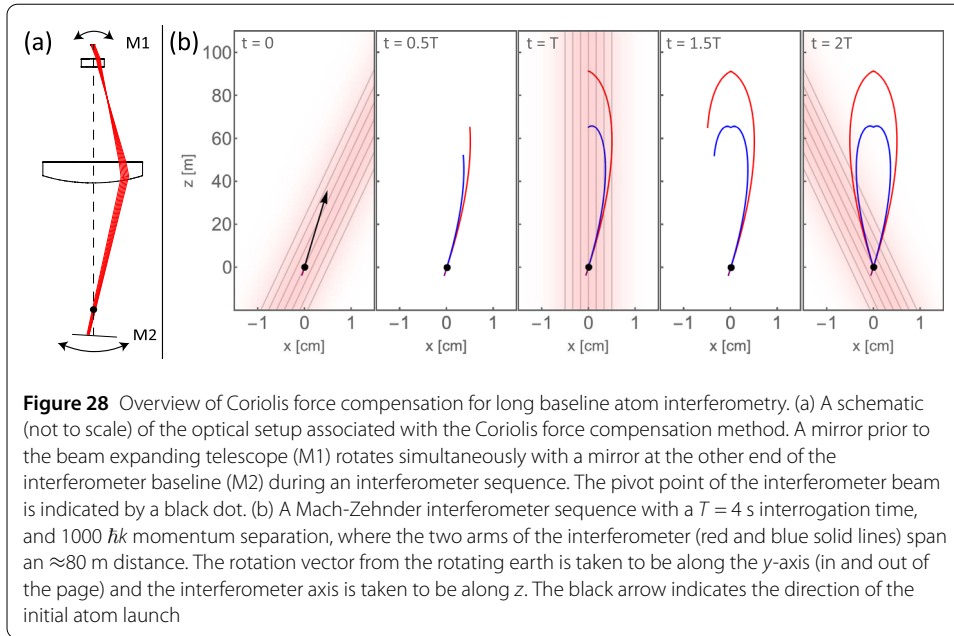 (a)
M1
M2
(b)
t = 0
t = 0.5T
t = T
t = 1.5T
t = 2T
100
80
60
40
20
0
z [m]
−1 0 1
−1 0 1
−1 0 1
−1 0 1
−1 0 1
x [cm]
x [cm]
x [cm]
x [cm]
x [cm]
Figure 28 Overview of Coriolis force compensation for long baseline atom interferometry. (a) A schematic
(not to scale) of the optical setup associated with the Coriolis force compensation method. A mirror prior to
the beam expanding telescope (M1) rotates simultaneously with a mirror at the other end of the
interferometer baseline (M2) during an interferometer sequence. The pivot point of the interferometer beam
is indicated by a black dot. (b) A Mach-Zehnder interferometer sequence with a T = 4 s interrogation time,
and 1000 ℏk momentum separation, where the two arms of the interferometer (red and blue solid lines) span
an ≈80 m distance. The rotation vector from the rotating earth is taken to be along the y-axis (in and out of
the page) and the interferometer axis is taken to be along z. The black arrow indicates the direction of the
initial atom launch